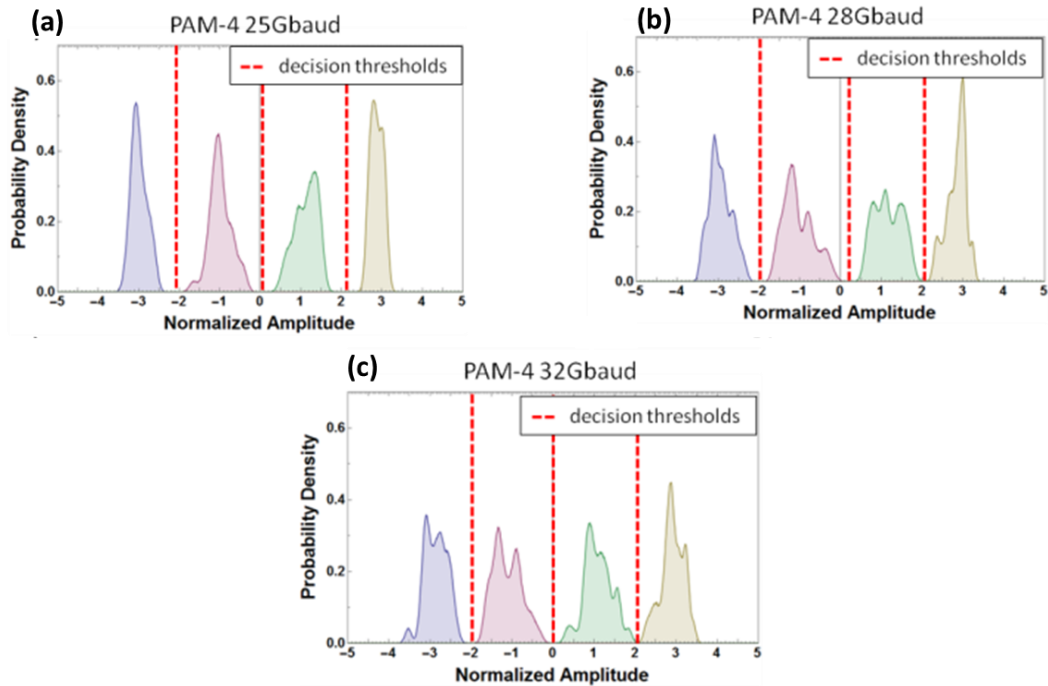 (a)
PAM-4 25Gbaud
decision thresholds
Probability Density
0.6
0.4
0.2
0.0
−5 −4 −3 −2 −1 0 1 2 3 4 5
Normalized Amplitude
(b)
PAM-4 28Gbaud
decision thresholds
Probability Density
0.6
0.4
0.2
0.0
−5 −4 −3 −2 −1 0 1 2 3 4 5
Normalized Amplitude
(c)
PAM-4 32Gbaud
decision thresholds
Probability Density
0.6
0.4
0.2
0.0
−5 −4 −3 −2 −1 0 1 2 3 4 5
Normalized Amplitude